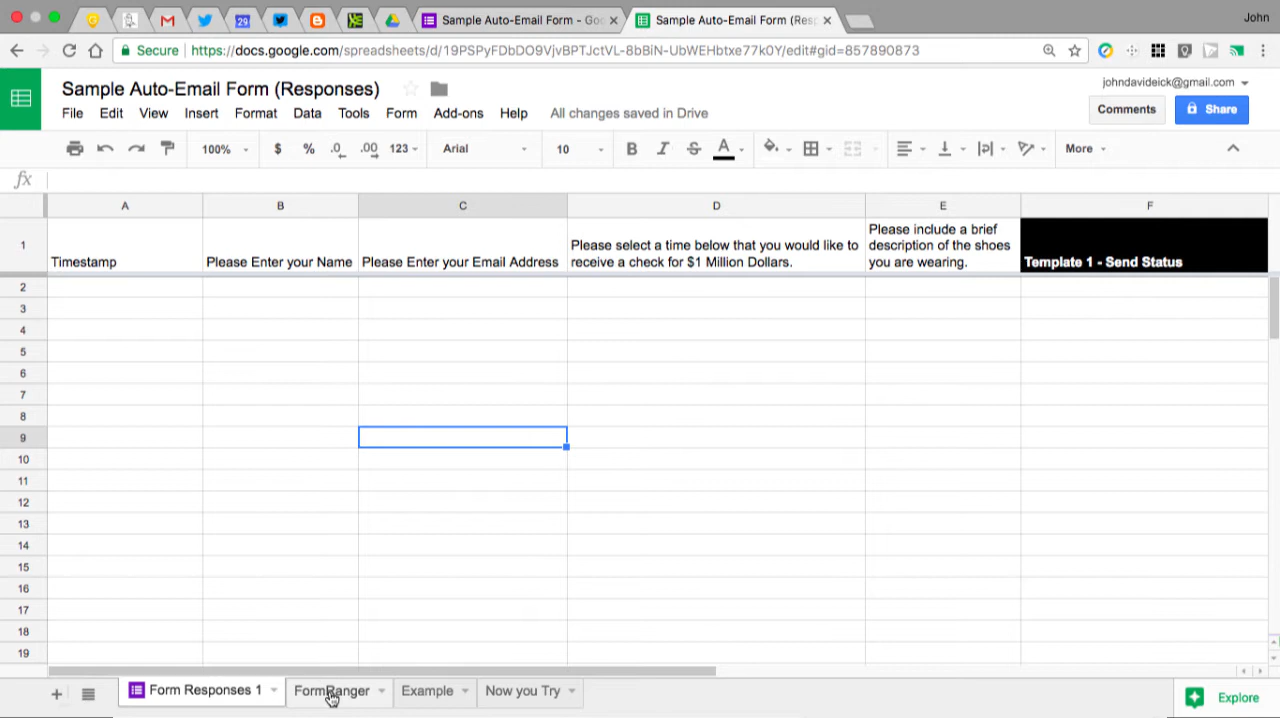 Sample Auto-Email Form - Goo
Sample Auto-Email Form (Res
John
Secure
https://docs.google.com/spreadsheets/d/19PSPyFDbDO9VjvBPTJctVL-8bBiN-UbWEHbtxe77k0Y/edit#gid=857890873
Sample Auto-Email Form (Responses)
johndavideick@gmail.com
File Edit View Insert Format Data Tools Form Add-ons Help All changes saved in Drive
Comments
Share
100% $ % .0 .00 123 Arial 10 B I S A More
fx
A B C D E F
1
Timestamp
Please Enter your Name
Please Enter your Email Address
Please select a time below that you would like to
receive a check for $1 Million Dollars.
Please include a brief
description of the shoes
you are wearing.
Template 1 - Send Status
2
3
4
5
6
7
8
9
10
11
12
13
14
15
16
17
18
19
Form Responses 1 FormRanger Example Now you Try
Explore